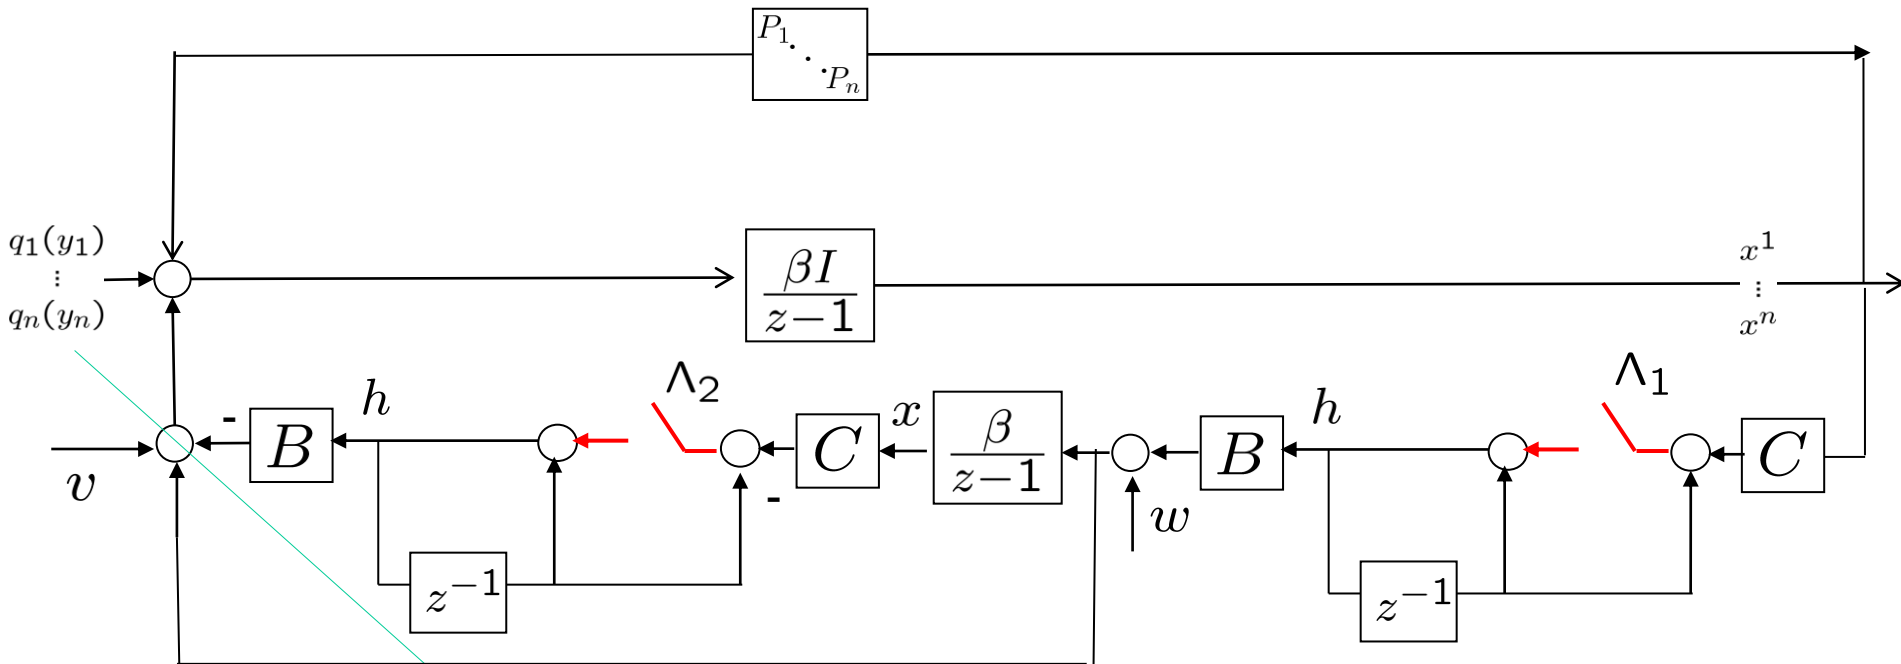 P₁
⋱
Pₙ
q₁(y₁)
⋮
qₙ(yₙ)
βI
z−1
x¹
⋮
xⁿ
Λ₂
Λ₁
-
B
h
-
C
x
β
z−1
B
h
C
v
w
z⁻¹
z⁻¹